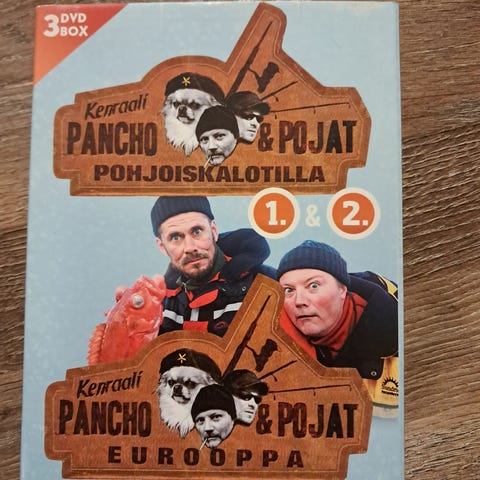 3 DVD
BOX
Kenraali
PANCHO & POJAT
POHJOISKALOTILLA
1. & 2.
Kenraali
PANCHO & POJAT
EUROOPPA